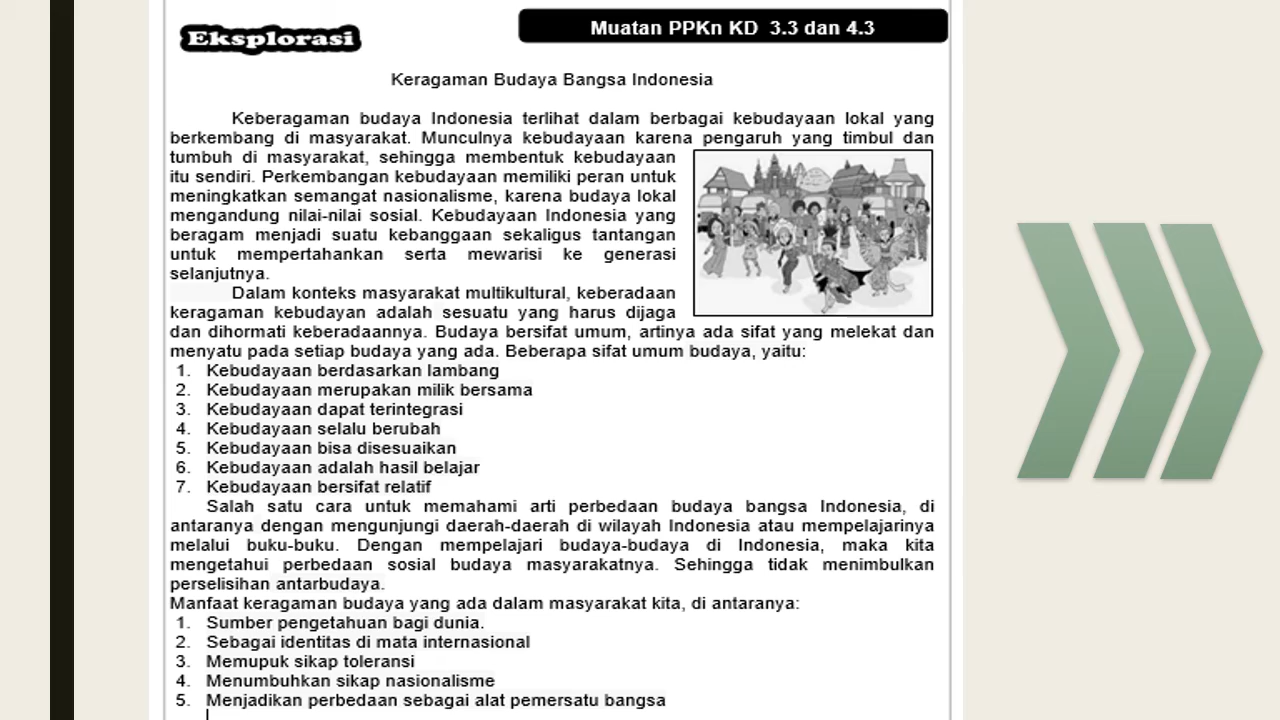 Eksplorasi
Muatan PPKn KD 3.3 dan 4.3
Keragaman Budaya Bangsa Indonesia
Keberagaman budaya Indonesia terlihat dalam berbagai kebudayaan lokal yang
berkembang di masyarakat. Munculnya kebudayaan karena pengaruh yang timbul dan
tumbuh di masyarakat, sehingga membentuk kebudayaan
itu sendiri. Perkembangan kebudayaan memiliki peran untuk
meningkatkan semangat nasionalisme, karena budaya lokal
mengandung nilai-nilai sosial. Kebudayaan Indonesia yang
beragam menjadi suatu kebanggaan sekaligus tantangan
untuk mempertahankan serta mewarisi ke generasi
selanjutnya.
Dalam konteks masyarakat multikultural, keberadaan
keragaman kebudayan adalah sesuatu yang harus dijaga
dan dihormati keberadaannya. Budaya bersifat umum, artinya ada sifat yang melekat dan
menyatu pada setiap budaya yang ada. Beberapa sifat umum budaya, yaitu:
1. Kebudayaan berdasarkan lambang
2. Kebudayaan merupakan milik bersama
3. Kebudayaan dapat terintegrasi
4. Kebudayaan selalu berubah
5. Kebudayaan bisa disesuaikan
6. Kebudayaan adalah hasil belajar
7. Kebudayaan bersifat relatif
Salah satu cara untuk memahami arti perbedaan budaya bangsa Indonesia, di
antaranya dengan mengunjungi daerah-daerah di wilayah Indonesia atau mempelajarinya
melalui buku-buku. Dengan mempelajari budaya-budaya di Indonesia, maka kita
mengetahui perbedaan sosial budaya masyarakatnya. Sehingga tidak menimbulkan
perselisihan antarbudaya.
Manfaat keragaman budaya yang ada dalam masyarakat kita, di antaranya:
1. Sumber pengetahuan bagi dunia.
2. Sebagai identitas di mata internasional
3. Memupuk sikap toleransi
4. Menumbuhkan sikap nasionalisme
5. Menjadikan perbedaan sebagai alat pemersatu bangsa